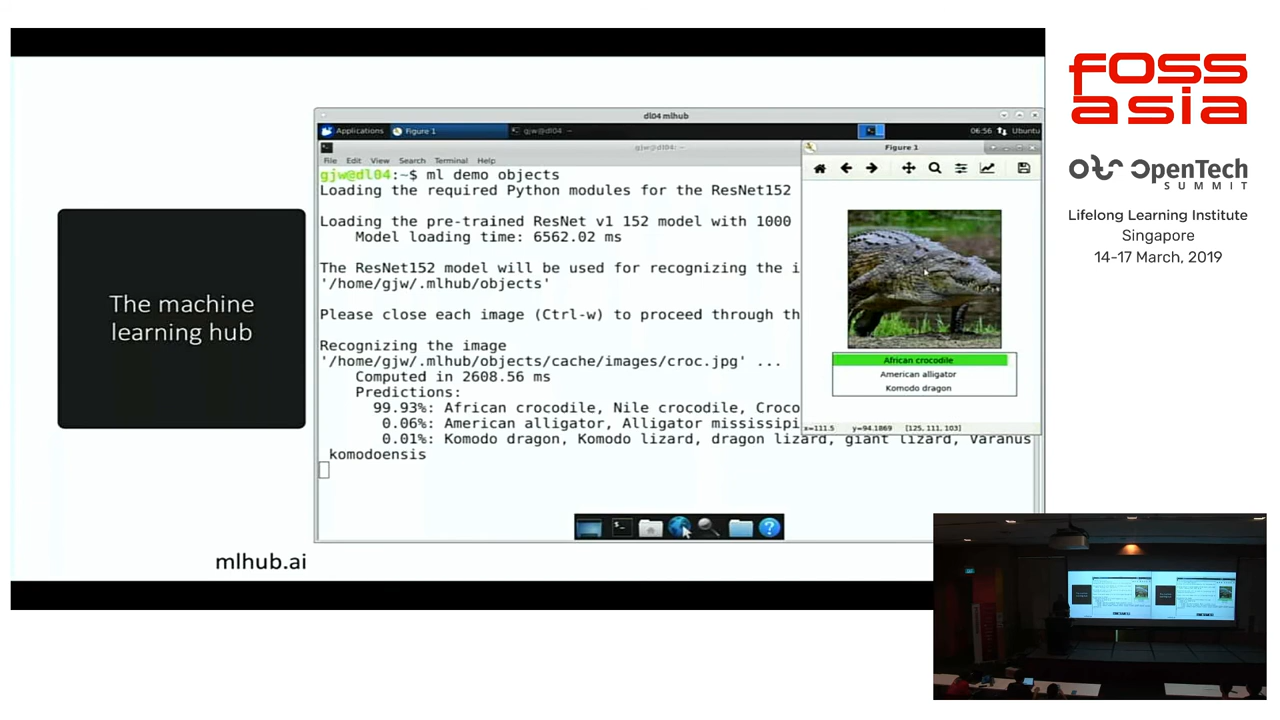 The machine
learning hub
mlhub.ai
dl04 mlhub
Applications
Figure 1
gjw@dl04: ~
06:56
Ubuntu
gjw@dl04: ~
File Edit View Search Terminal Help
gjw@dl04:~$ ml demo objects
Loading the required Python modules for the ResNet152
Loading the pre-trained ResNet v1 152 model with 1000
Model loading time: 6562.02 ms
The ResNet152 model will be used for recognizing the i
'/home/gjw/.mlhub/objects'
Please close each image (Ctrl-w) to proceed through th
Recognizing the image
'/home/gjw/.mlhub/objects/cache/images/croc.jpg' ...
Computed in 2608.56 ms
Predictions:
99.93%: African crocodile, Nile crocodile, Croco
0.06%: American alligator, Alligator mississipi
0.01%: Komodo dragon, Komodo lizard, dragon lizard, giant lizard, Varanus
komodoensis
Figure 1
African crocodile
American alligator
Komodo dragon
x=111.5 y=94.1869 [125, 111, 103]
foss
asia
OpenTech
SUMMIT
Lifelong Learning Institute
Singapore
14-17 March, 2019